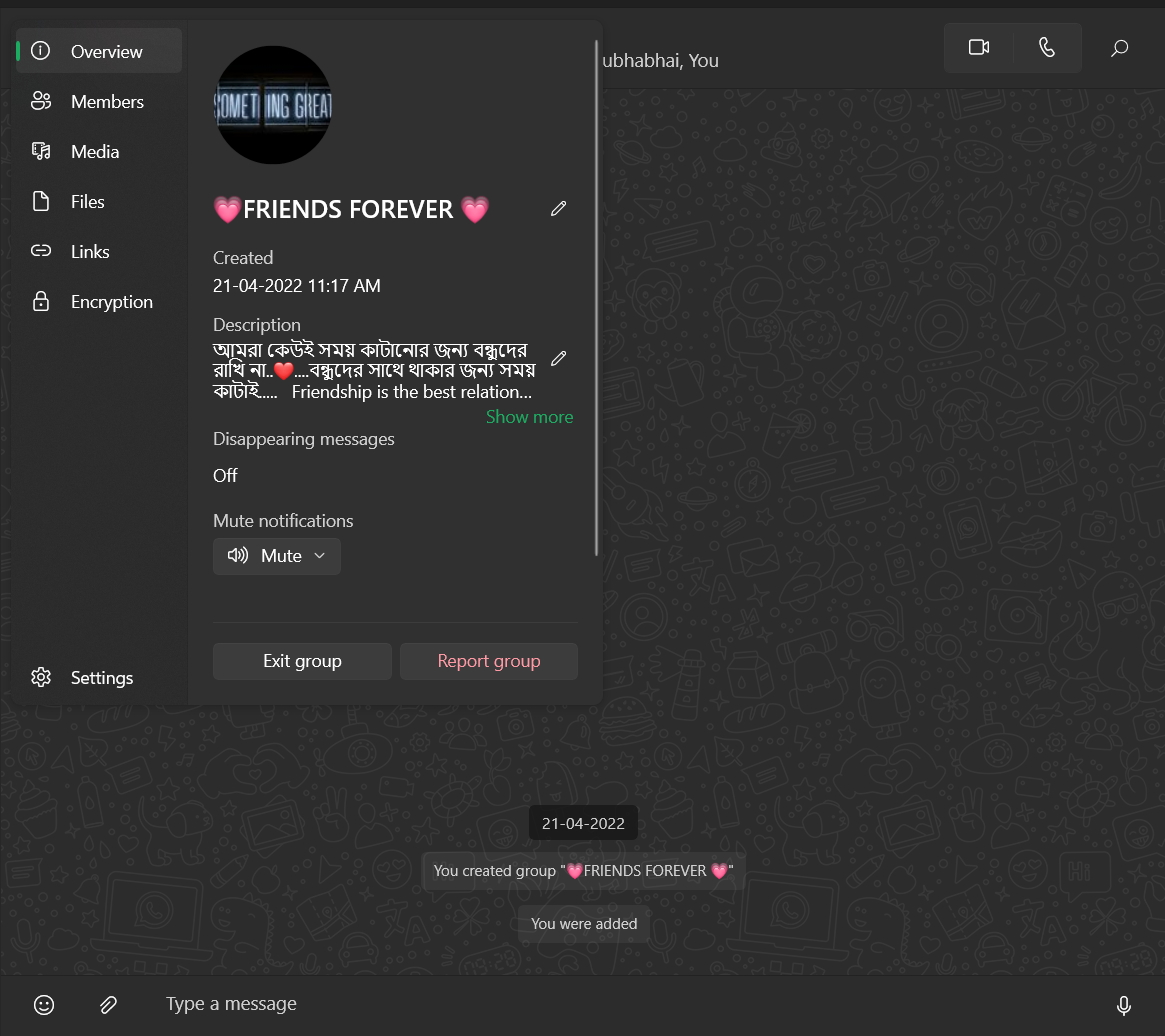 Overview
Members
Media
Files
Links
Encryption
Settings
SOMETHING GREAT
💗FRIENDS FOREVER 💗
Created
21-04-2022 11:17 AM
Description
আমরা কেউই সময় কাটানোর জন্য বন্ধুদের
রাখি না..❤️....বন্ধুদের সাথে থাকার জন্য সময়
কাটাই..... Friendship is the best relation...
Show more
Disappearing messages
Off
Mute notifications
Mute
Exit group
Report group
ubhabhai, You
21-04-2022
You created group "💗FRIENDS FOREVER 💗"
You were added
Type a message